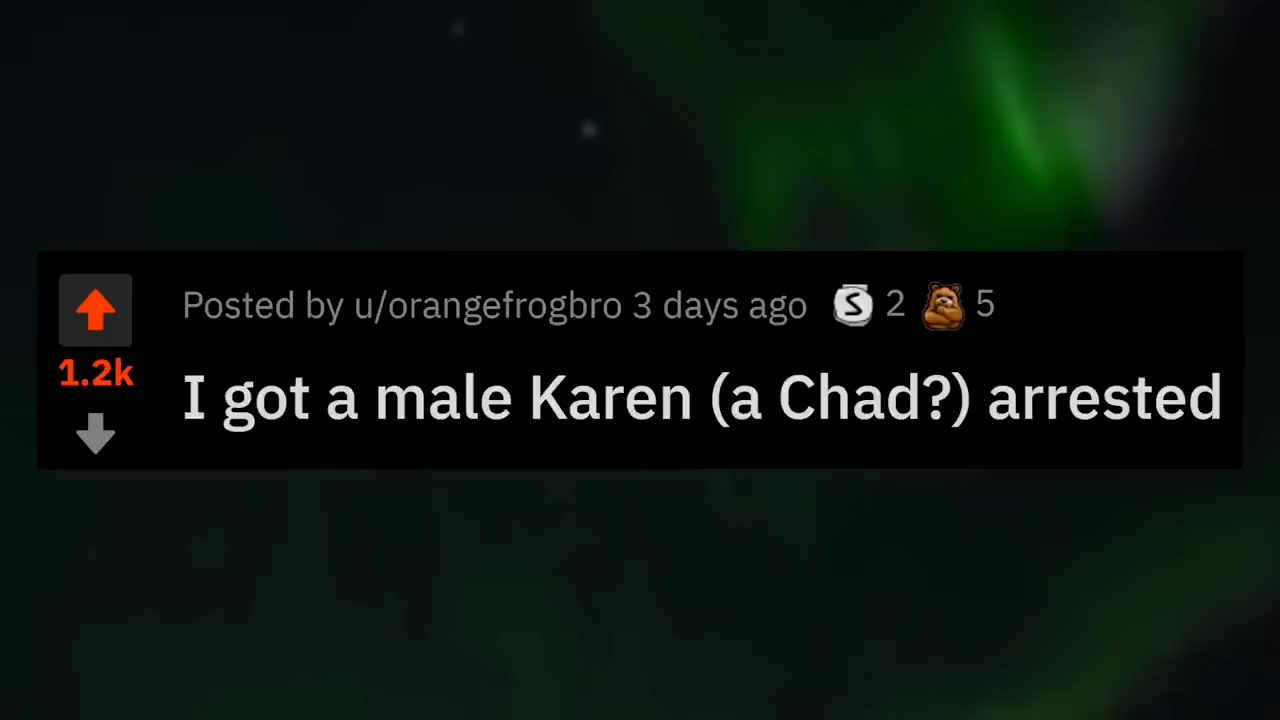 Posted by u/orangefrogbro 3 days ago S 2 5
1.2k
I got a male Karen (a Chad?) arrested